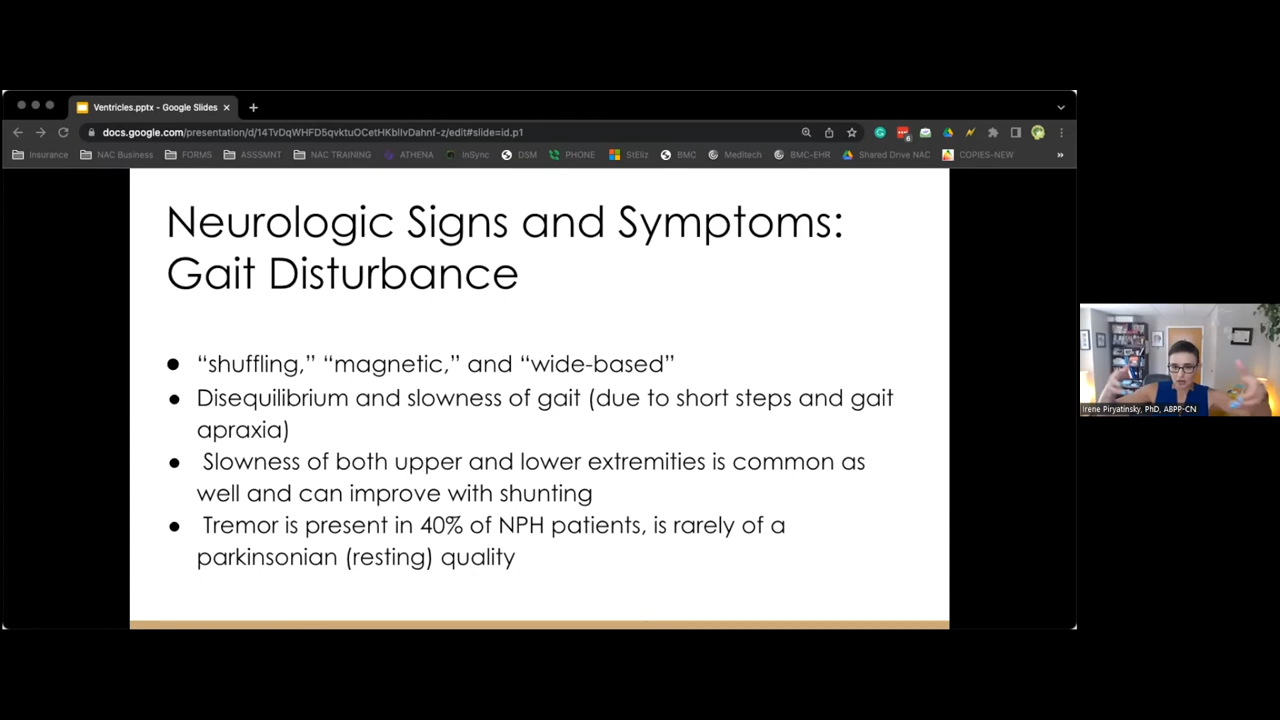 Ventricles.pptx - Google Slides
docs.google.com/presentation/d/14TvDqWHFD5qvktuOCetHKbIIvDahnf-z/edit#slide=id.p1
Insurance NAC Business FORMS ASSSMNT NAC TRAINING ATHENA InSync DSM PHONE StEliz BMC Meditech BMC-EHR Shared Drive NAC COPIES-NEW »
Neurologic Signs and Symptoms:
Gait Disturbance
● “shuffling,” “magnetic,” and “wide-based”
● Disequilibrium and slowness of gait (due to short steps and gait
apraxia)
● Slowness of both upper and lower extremities is common as
well and can improve with shunting
● Tremor is present in 40% of NPH patients, is rarely of a
parkinsonian (resting) quality
Irene Piryatinsky, PhD, ABPP-CN